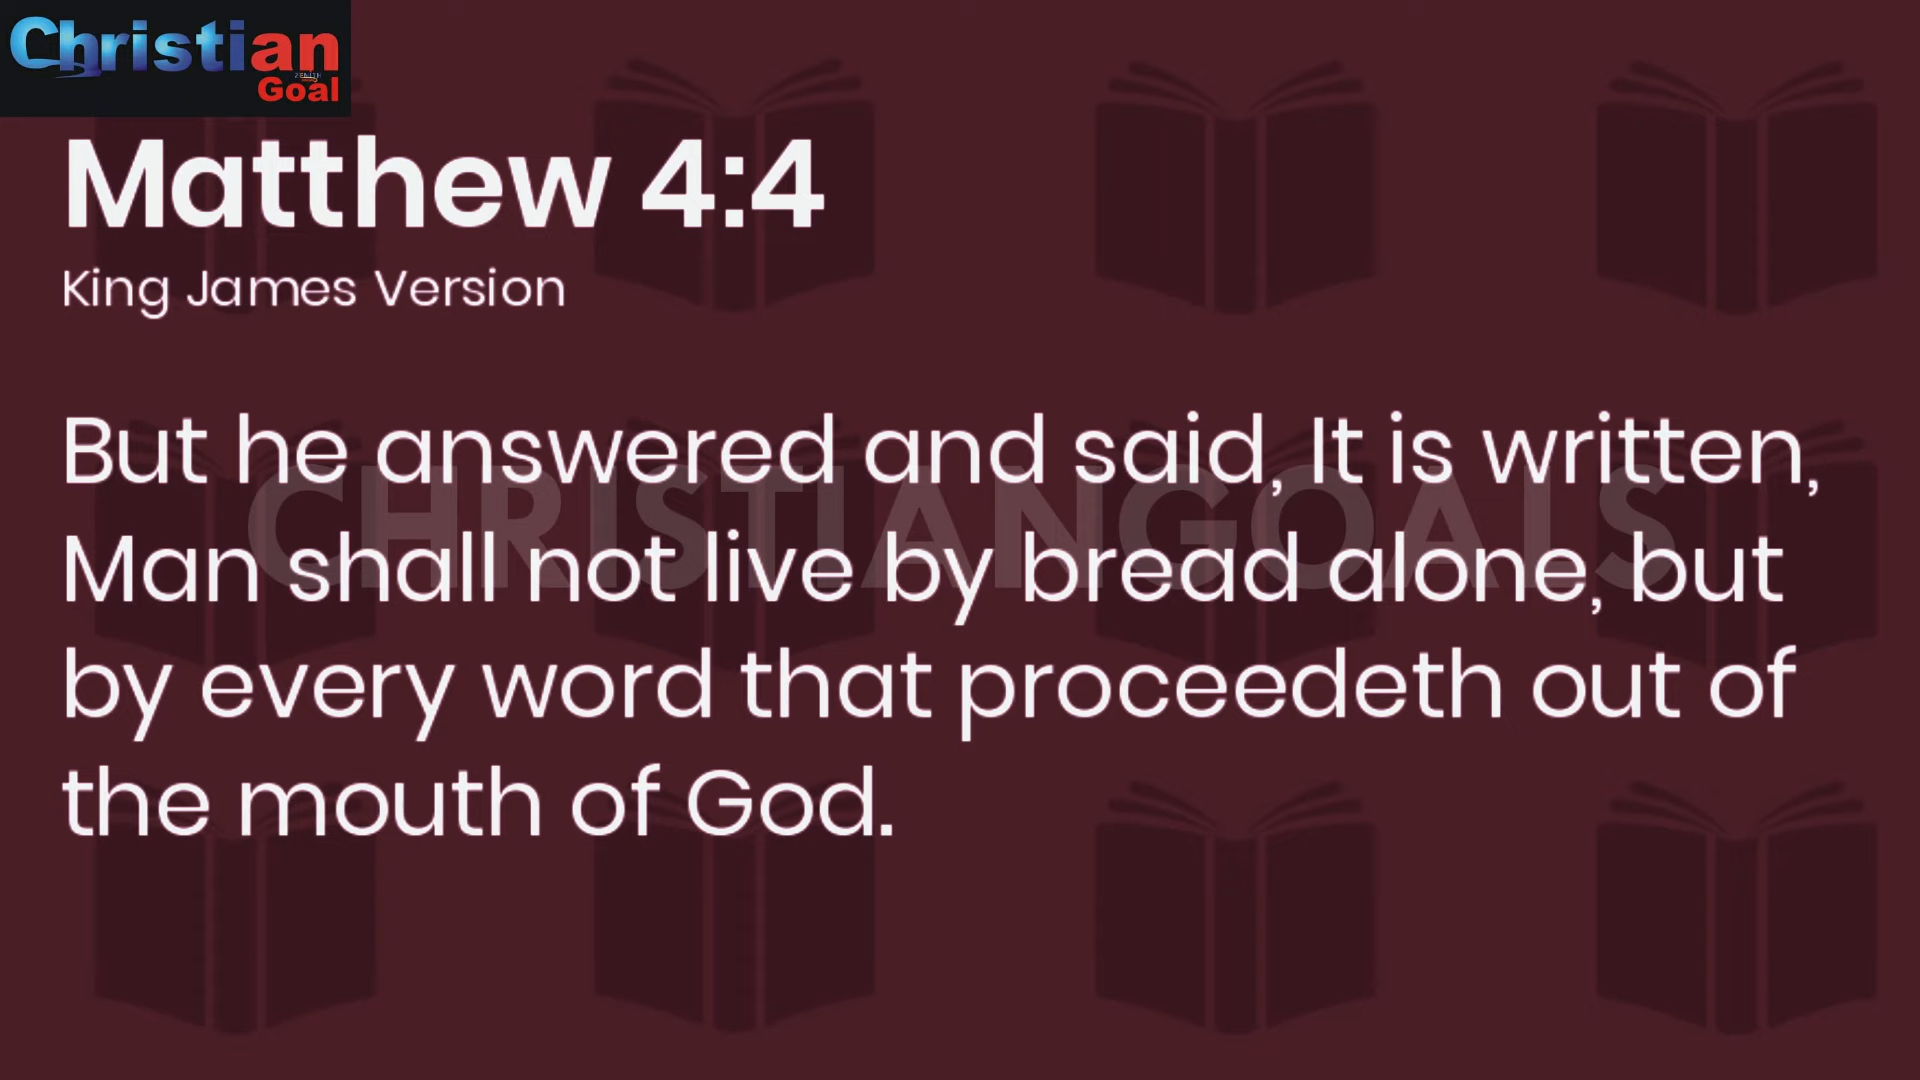 Christian
ZENITH
Goal
Matthew 4:4
King James Version
But he answered and said, It is written,
Man shall not live by bread alone, but
by every word that proceedeth out of
the mouth of God.
CHRISTIANGOALS